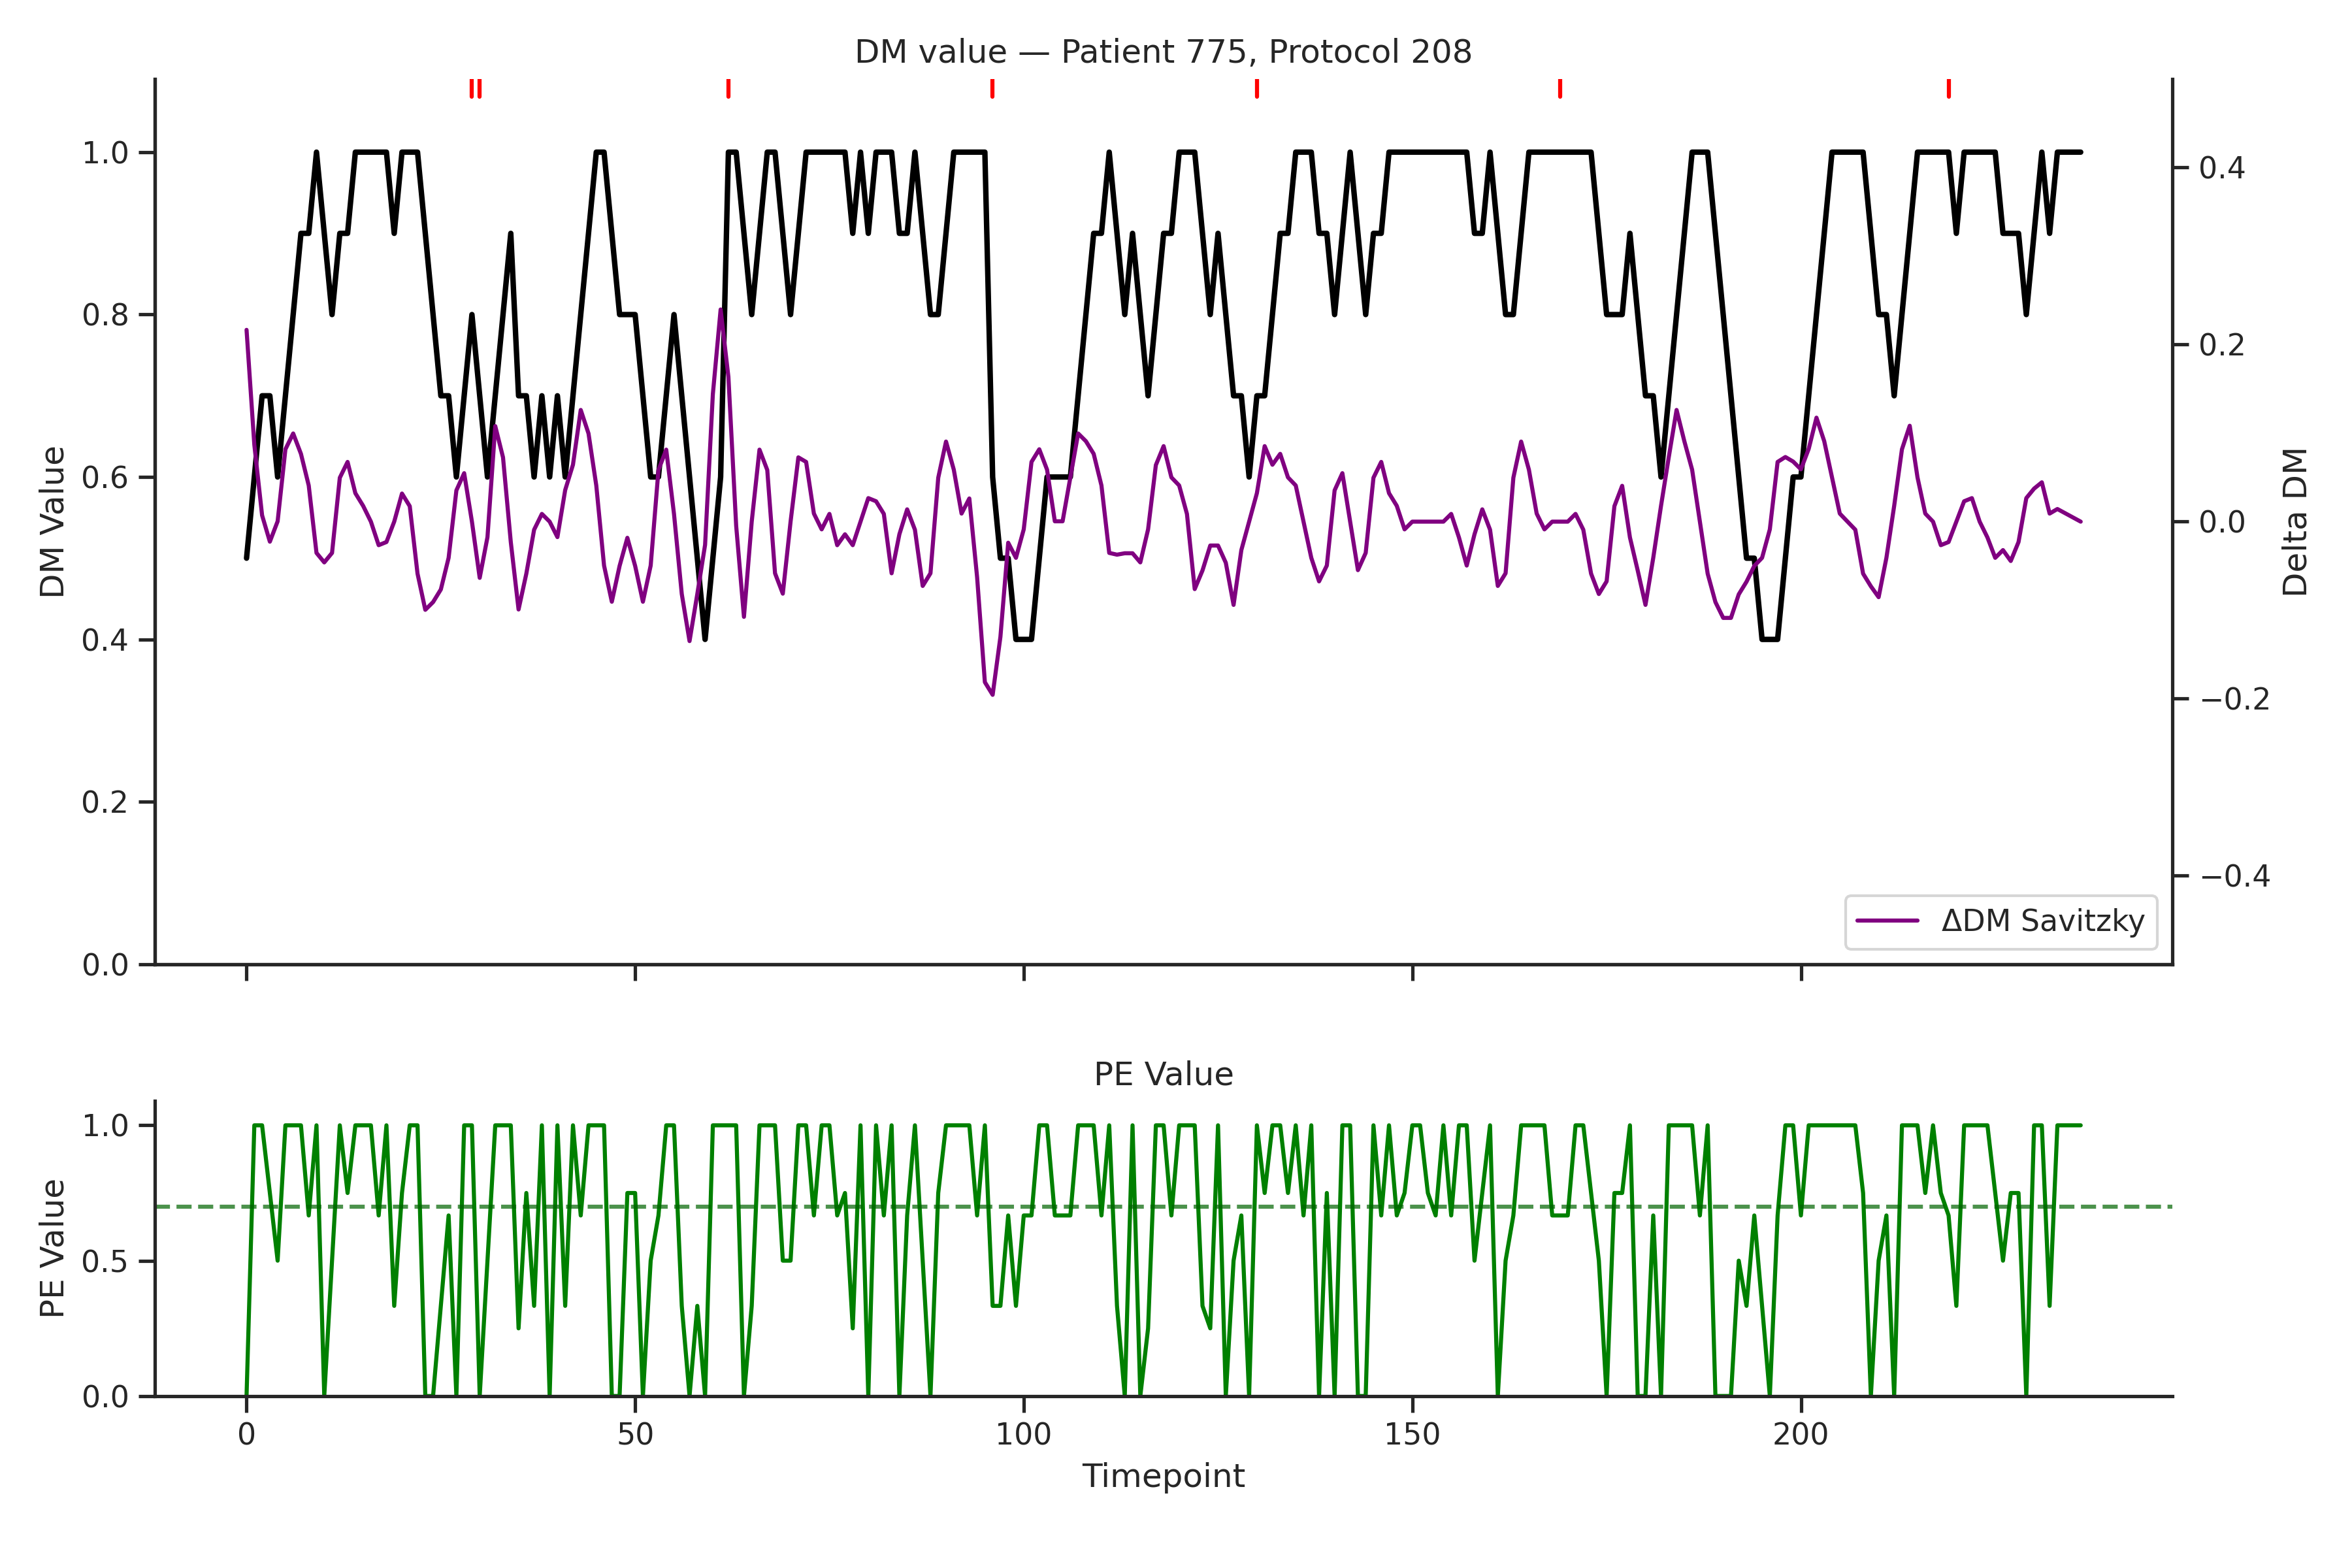 DM value — Patient 775, Protocol 208
1.0
0.8
0.6
0.4
0.2
0.0
DM Value
0.4
0.2
0.0
−0.2
−0.4
Delta DM
ΔDM Savitzky
PE Value
1.0
0.5
0.0
PE Value
0
50
100
150
200
Timepoint